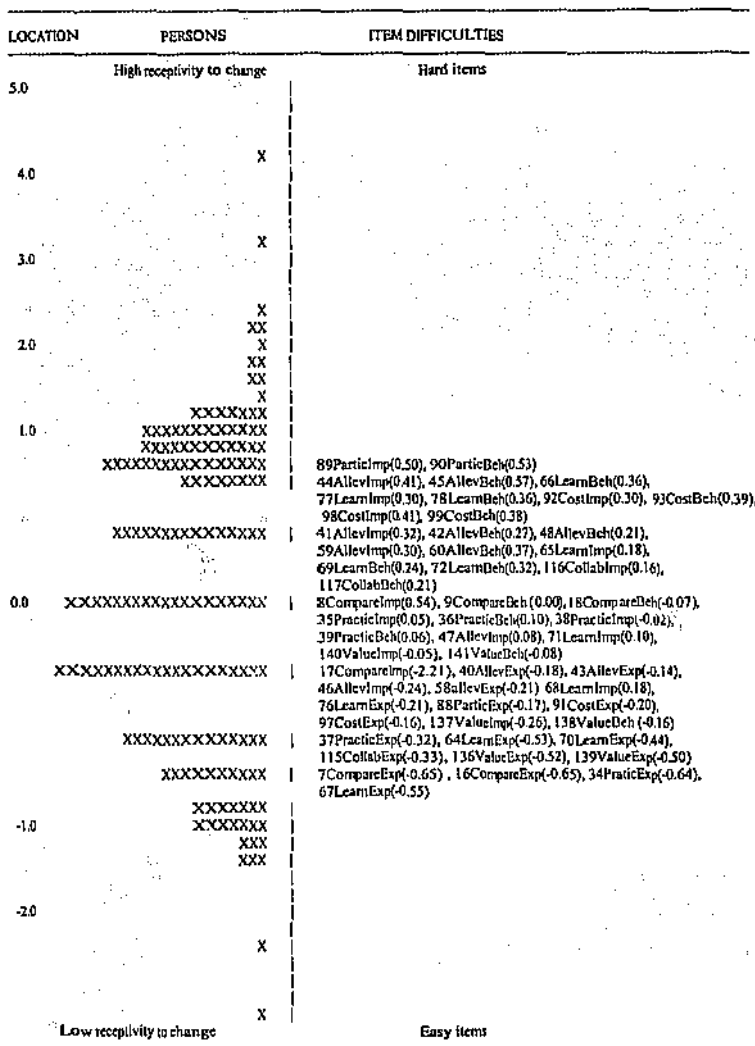 LOCATION PERSONS ITEM DIFFICULTIES
High receptivity to change Hard items
5.0
X
4.0
X
3.0
X
XX
2.0 X
XX
XX
X
XXXXXXX
1.0 XXXXXXXXXXXX
XXXXXXXXXXXX
XXXXXXXXXXXXXXXX 89ParticImp(0.50), 90ParticBeh(0.53)
XXXXXXXX 44AllevImp(0.41), 45AllevBeh(0.57), 66LearnBeh(0.36),
77LearnImp(0.30), 78LearnBeh(0.36), 92CostImp(0.30), 93CostBeh(0.39),
98CostImp(0.41), 99CostBeh(0.38)
XXXXXXXXXXXXXXX 41AllevImp(0.32), 42AllevBeh(0.27), 48AllevBeh(0.21),
59AllevImp(0.30), 60AllevBeh(0.37), 65LearnImp(0.18),
69LearnBeh(0.24), 72LearnBeh(0.32), 116CollabImp(0.16),
117CollabBeh(0.21)
0.0 XXXXXXXXXXXXXXXXXXXX 8CompareImp(0.54), 9CompareBeh(0.00), 18CompareBeh(-0.07),
35PracticImp(0.05), 36PracticBeh(0.10), 38PracticImp(-0.02),
39PracticBeh(0.06), 47AllevImp(0.08), 71LearnImp(0.10),
140ValueImp(-0.05), 141ValueBeh(-0.08)
XXXXXXXXXXXXXXXXXXXXX 17CompareImp(-2.21), 40AllevExp(-0.18), 43AllevExp(-0.14),
46AllevImp(-0.24), 58allevExp(-0.21) 68LearnImp(0.18),
76LearnExp(-0.21), 88ParticExp(-0.17), 91CostExp(-0.20),
97CostExp(-0.16), 137ValueImp(-0.26), 138ValueBeh (-0.16)
XXXXXXXXXXXXXX 37PracticExp(-0.32), 64LearnExp(-0.53), 70LearnExp(-0.44),
115CollabExp(-0.33), 136ValueExp(-0.52), 139ValueExp(-0.50)
XXXXXXXXXX 7CompareExp(-0.65) , 16CompareExp(-0.65), 34PraticExp(-0.64),
67LearnExp(-0.55)
XXXXXXX
-1.0 XXXXXXX
XXX
XXX
-2.0
X
X
Low receptivity to change Easy items